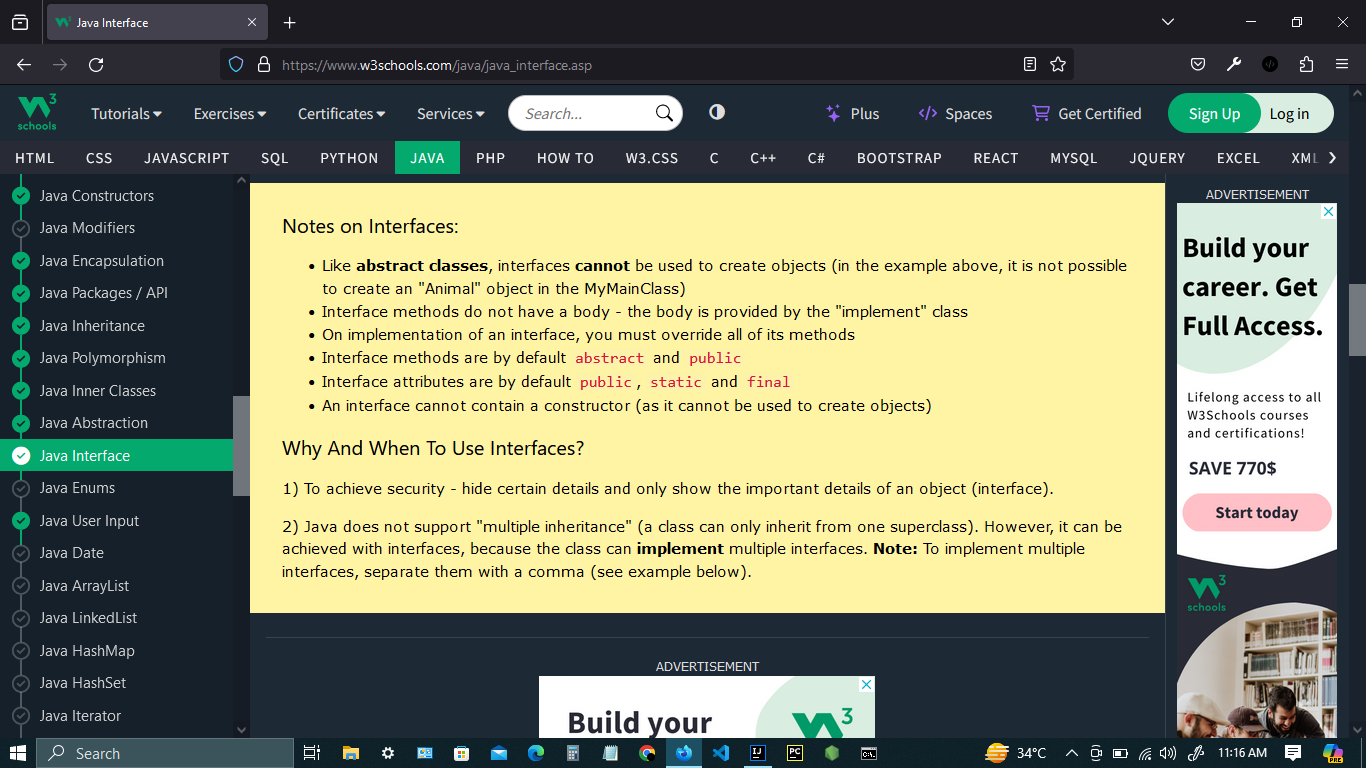 Java Interface
https://www.w3schools.com/java/java_interface.asp
W3 schools
Tutorials
Exercises
Certificates
Services
Search...
Plus
Spaces
Get Certified
Sign Up
Log in
HTML
CSS
JAVASCRIPT
SQL
PYTHON
JAVA
PHP
HOW TO
W3.CSS
C
C++
C#
BOOTSTRAP
REACT
MYSQL
JQUERY
EXCEL
XML
Java Constructors
Java Modifiers
Java Encapsulation
Java Packages / API
Java Inheritance
Java Polymorphism
Java Inner Classes
Java Abstraction
Java Interface
Java Enums
Java User Input
Java Date
Java ArrayList
Java LinkedList
Java HashMap
Java HashSet
Java Iterator
Notes on Interfaces:
• Like abstract classes, interfaces cannot be used to create objects (in the example above, it is not possible
to create an "Animal" object in the MyMainClass)
• Interface methods do not have a body - the body is provided by the "implement" class
• On implementation of an interface, you must override all of its methods
• Interface methods are by default abstract and public
• Interface attributes are by default public, static and final
• An interface cannot contain a constructor (as it cannot be used to create objects)
Why And When To Use Interfaces?
1) To achieve security - hide certain details and only show the important details of an object (interface).
2) Java does not support "multiple inheritance" (a class can only inherit from one superclass). However, it can be
achieved with interfaces, because the class can implement multiple interfaces. Note: To implement multiple
interfaces, separate them with a comma (see example below).
ADVERTISEMENT
Build your
W3
ADVERTISEMENT
Build your
career. Get
Full Access.
Lifelong access to all
W3Schools courses
and certifications!
SAVE 770$
Start today
W3 schools
Search
34°C
11:16 AM